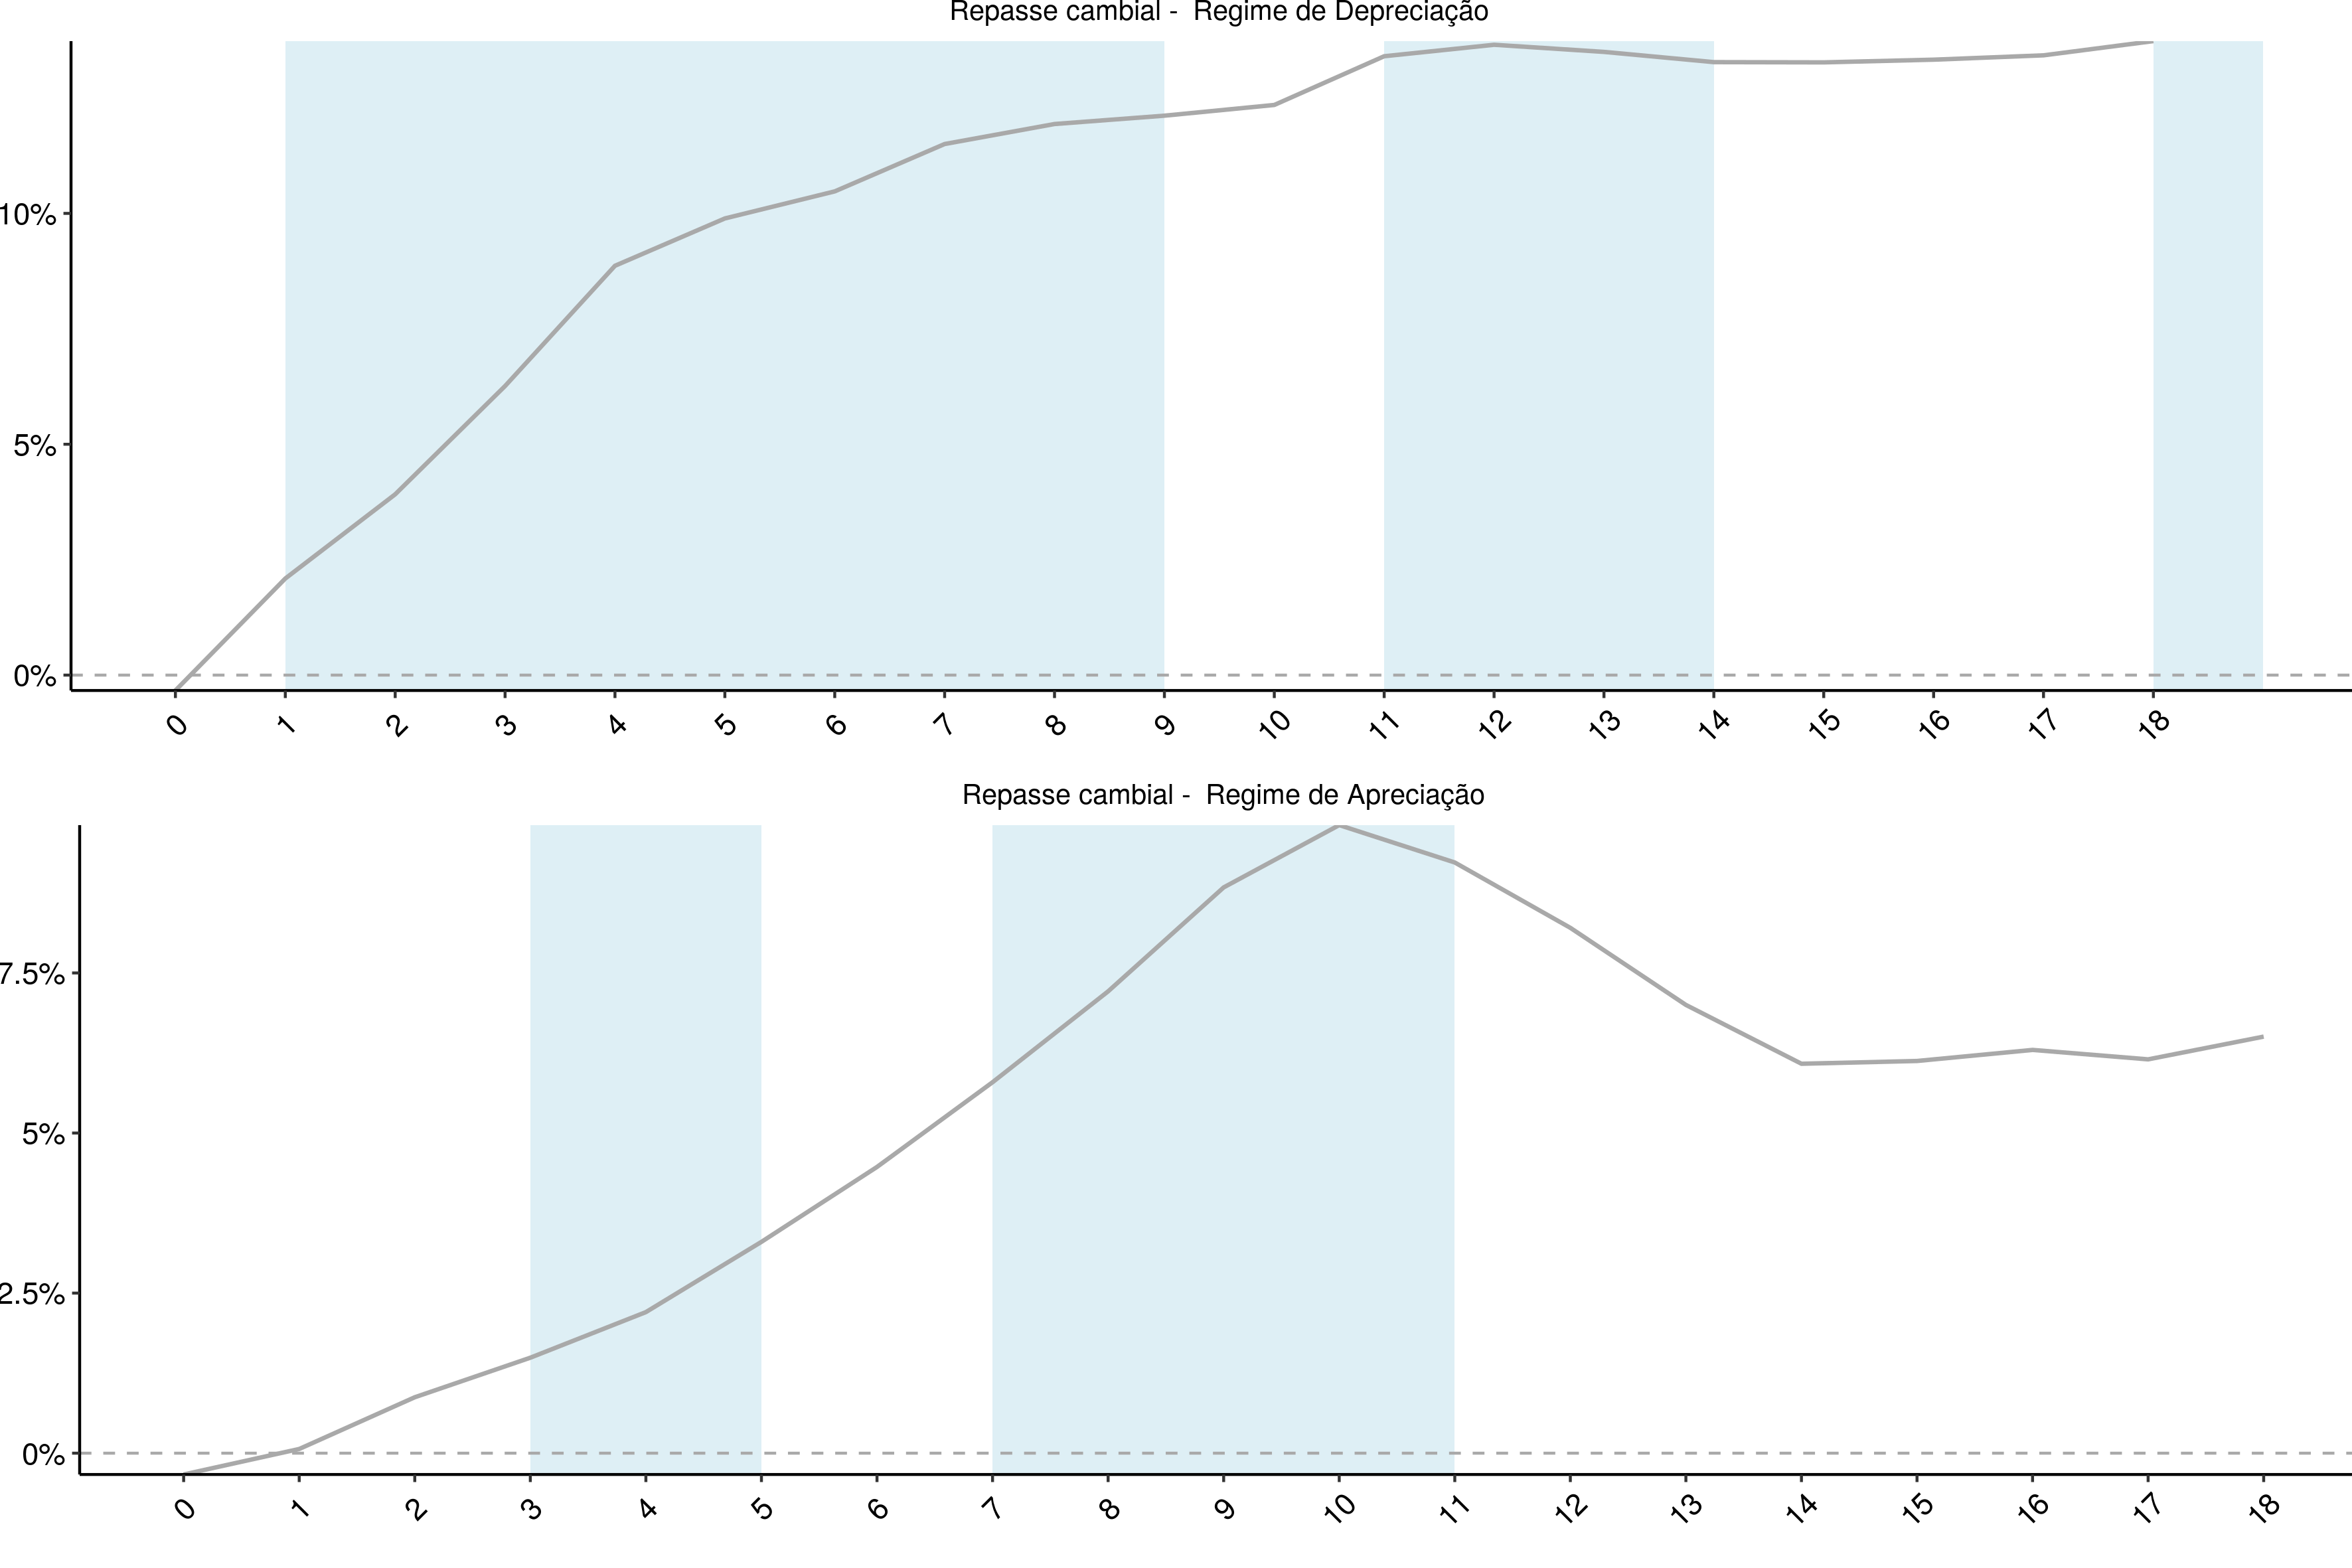 Repasse cambial -  Regime de Depreciação
10%
5%
0%
0 1 2 3 4 5 6 7 8 9 10 11 12 13 14 15 16 17 18
Repasse cambial -  Regime de Apreciação
7.5%
5%
2.5%
0%
0 1 2 3 4 5 6 7 8 9 10 11 12 13 14 15 16 17 18